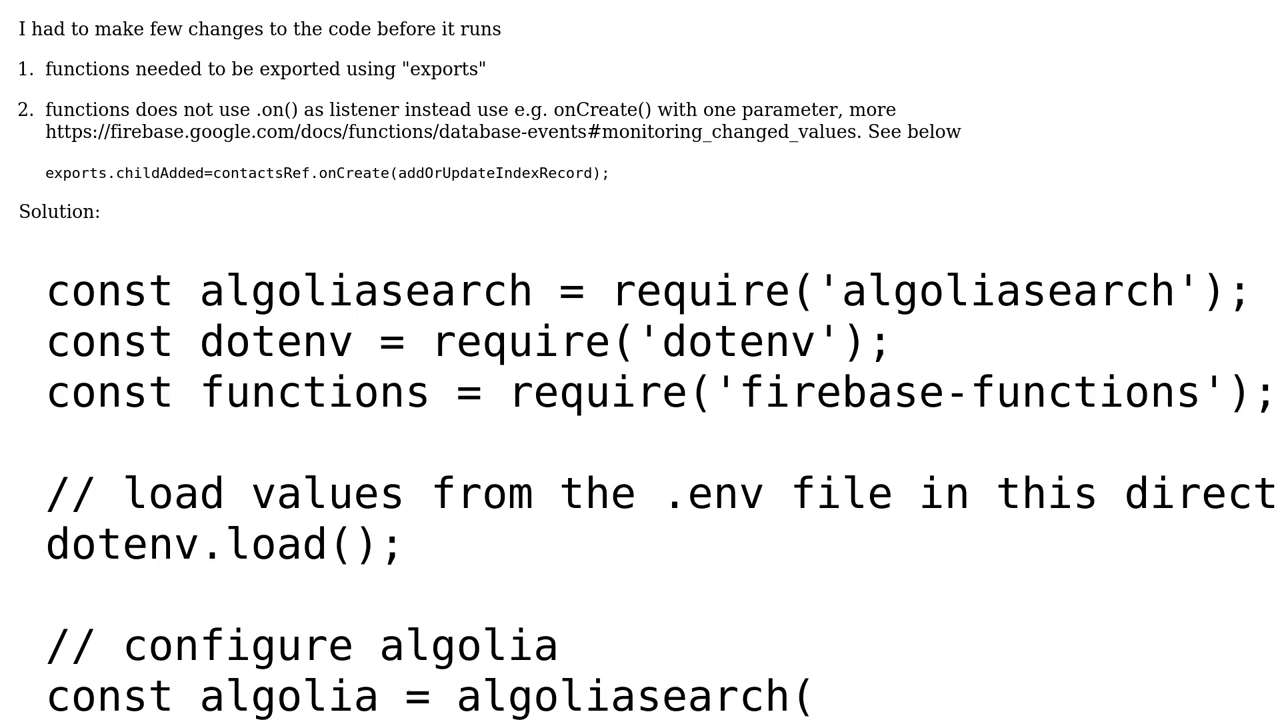 I had to make few changes to the code before it runs
1. functions needed to be exported using "exports"
2. functions does not use .on() as listener instead use e.g. onCreate() with one parameter, more
https://firebase.google.com/docs/functions/database-events#monitoring_changed_values. See below
exports.childAdded=contactsRef.onCreate(addOrUpdateIndexRecord);
Solution:
const algoliasearch = require('algoliasearch');
const dotenv = require('dotenv');
const functions = require('firebase-functions');
// load values from the .env file in this direct
dotenv.load();
// configure algolia
const algolia = algoliasearch(